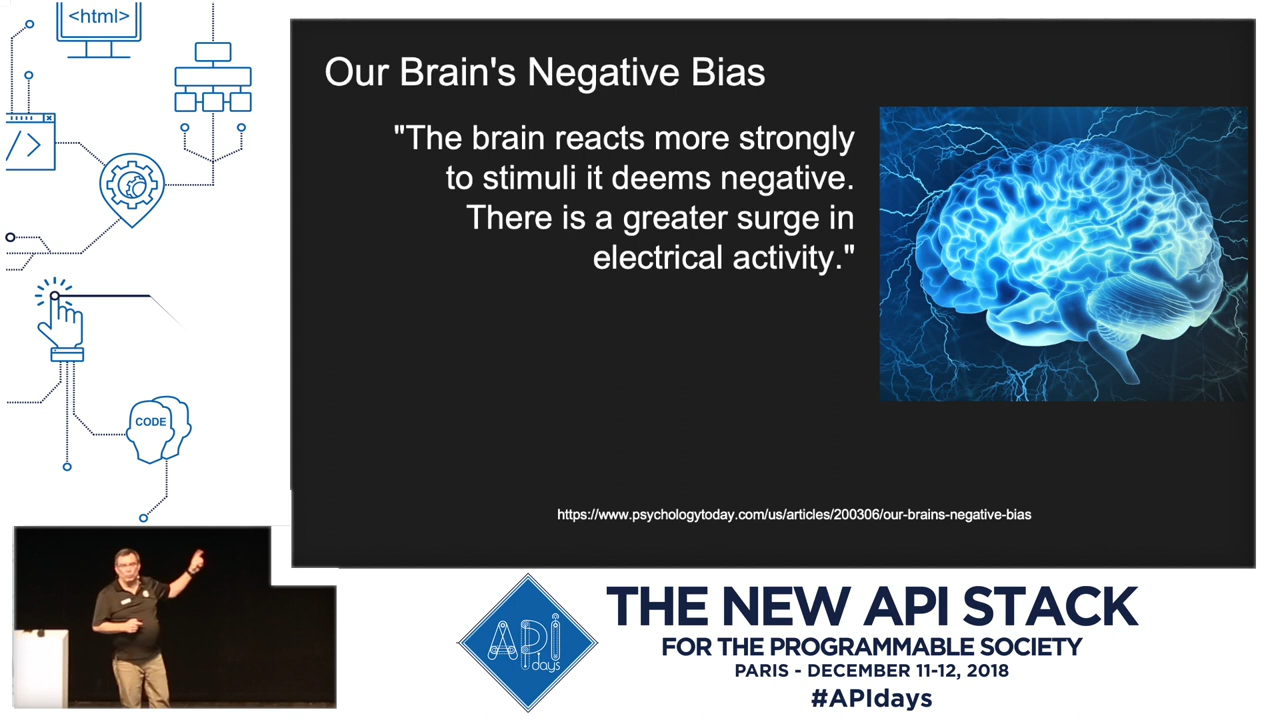 <html>
Our Brain's Negative Bias
"The brain reacts more strongly
to stimuli it deems negative.
There is a greater surge in
electrical activity."
</>
CODE
https://www.psychologytoday.com/us/articles/200306/our-brains-negative-bias
APi
days
THE NEW API STACK
FOR THE PROGRAMMABLE SOCIETY
PARIS - DECEMBER 11-12, 2018
#APIdays